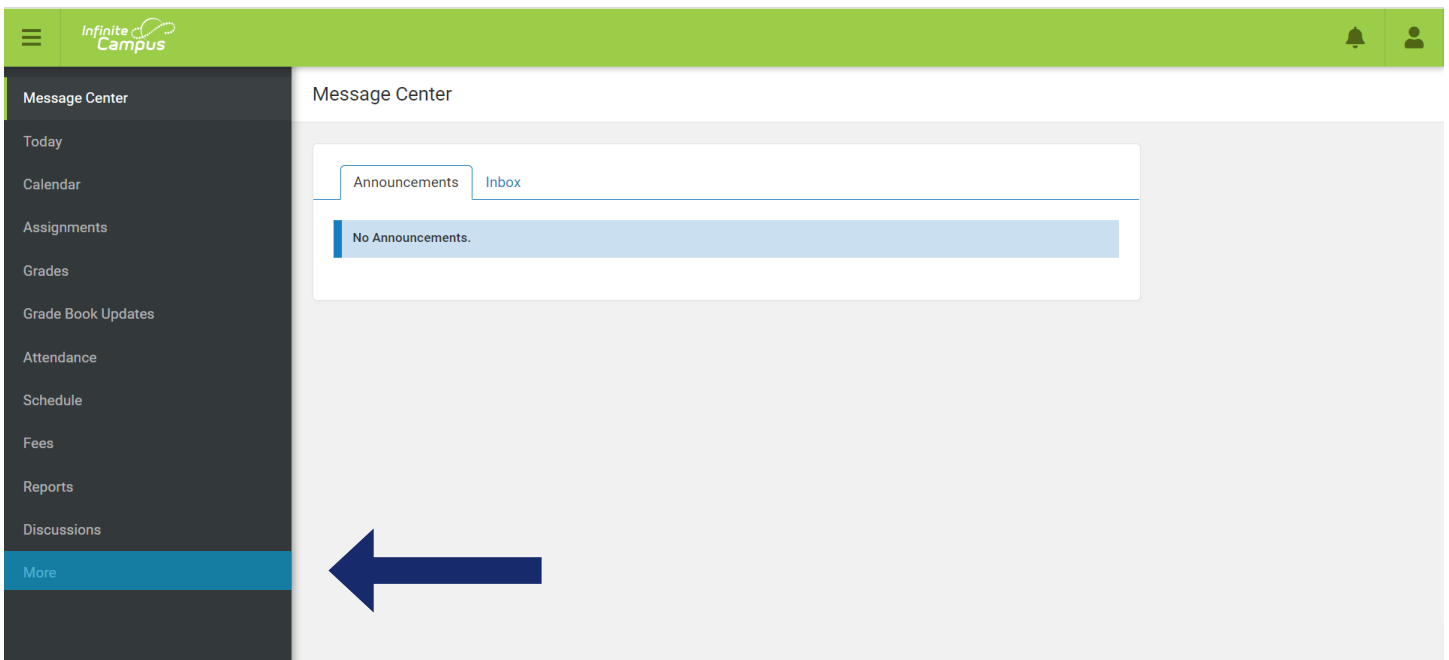 Infinite
Campus
Message Center
Today
Calendar
Assignments
Grades
Grade Book Updates
Attendance
Schedule
Fees
Reports
Discussions
More
Message Center
Announcements Inbox
No Announcements.